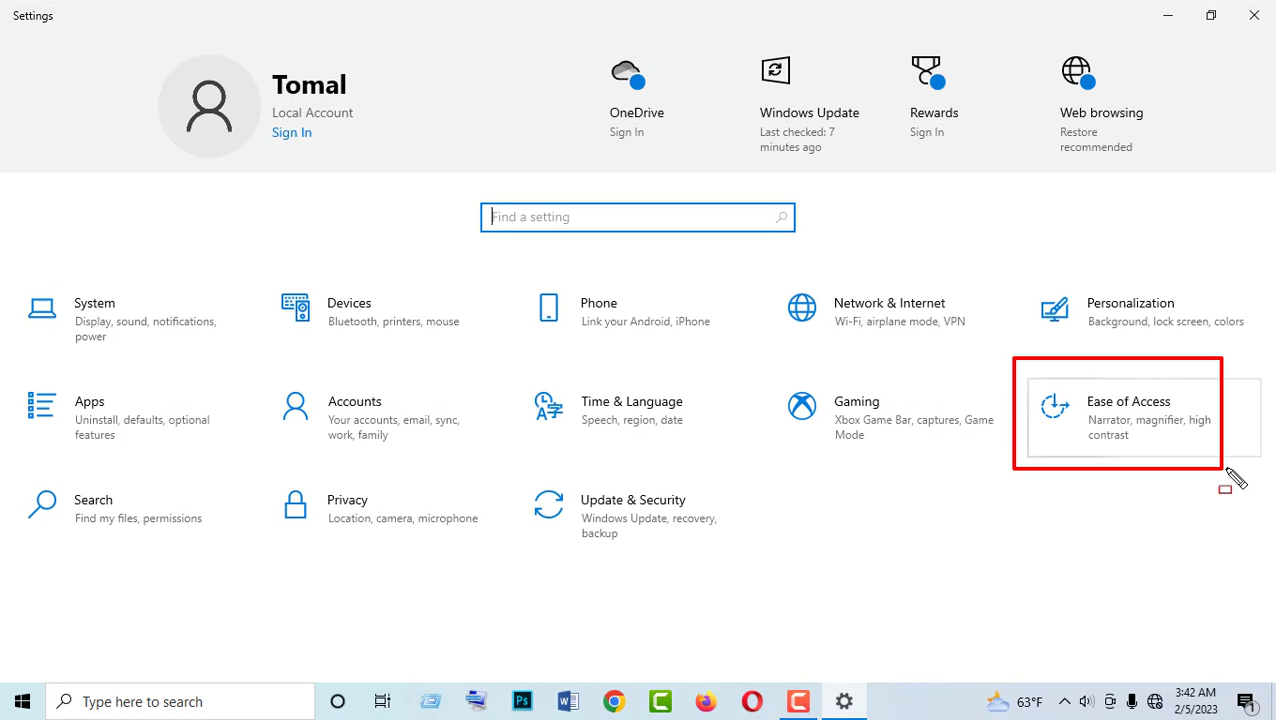 Settings
Tomal
Local Account
Sign In
OneDrive
Sign In
Windows Update
Last checked: 7
minutes ago
Rewards
Sign In
Web browsing
Restore
recommended
Find a setting
System
Display, sound, notifications,
power
Devices
Bluetooth, printers, mouse
Phone
Link your Android, iPhone
Network & Internet
Wi-Fi, airplane mode, VPN
Personalization
Background, lock screen, colors
Apps
Uninstall, defaults, optional
features
Accounts
Your accounts, email, sync,
work, family
Time & Language
Speech, region, date
Gaming
Xbox Game Bar, captures, Game
Mode
Ease of Access
Narrator, magnifier, high
contrast
Search
Find my files, permissions
Privacy
Location, camera, microphone
Update & Security
Windows Update, recovery,
backup
Type here to search
Ps
W
C
C
63°F
3:42 AM
2/5/2023
1